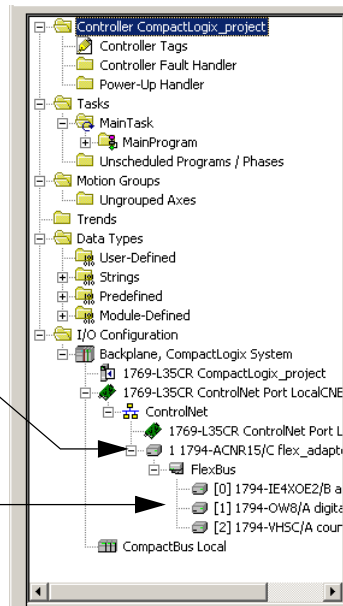 Controller CompactLogix_project
Controller Tags
Controller Fault Handler
Power-Up Handler
Tasks
MainTask
MainProgram
Unscheduled Programs / Phases
Motion Groups
Ungrouped Axes
Trends
Data Types
User-Defined
Strings
Predefined
Module-Defined
I/O Configuration
Backplane, CompactLogix System
1769-L35CR CompactLogix_project
1769-L35CR ControlNet Port LocalCNB
ControlNet
1769-L35CR ControlNet Port L
1 1794-ACNR15/C flex_adapt
FlexBus
[0] 1794-IE4XOE2/B a
[1] 1794-OW8/A digita
[2] 1794-VHSC/A cour
CompactBus Local